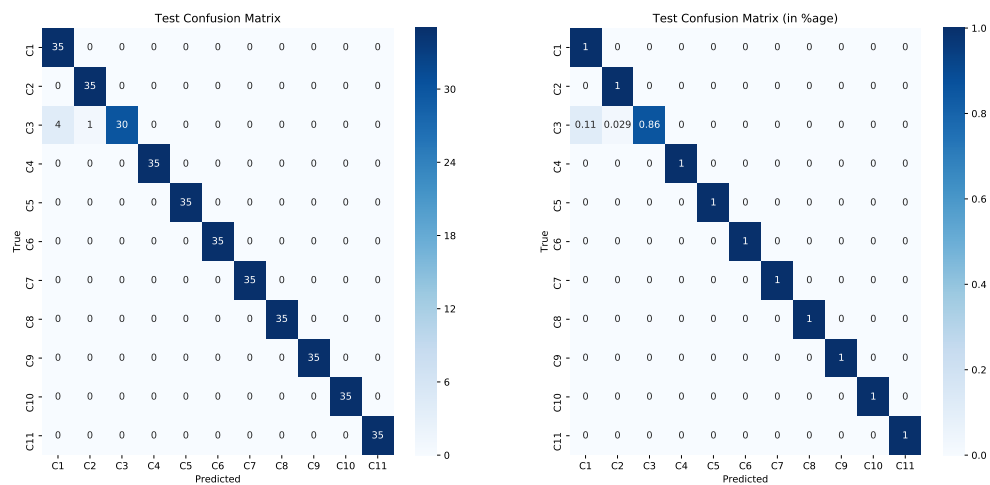 Test Confusion Matrix
C1 35 0 0 0 0 0 0 0 0 0 0
C2 0 35 0 0 0 0 0 0 0 0 0
C3 4 1 30 0 0 0 0 0 0 0 0
C4 0 0 0 35 0 0 0 0 0 0 0
C5 0 0 0 0 35 0 0 0 0 0 0
C6 0 0 0 0 0 35 0 0 0 0 0
C7 0 0 0 0 0 0 35 0 0 0 0
C8 0 0 0 0 0 0 0 35 0 0 0
C9 0 0 0 0 0 0 0 0 35 0 0
C10 0 0 0 0 0 0 0 0 0 35 0
C11 0 0 0 0 0 0 0 0 0 0 35
C1 C2 C3 C4 C5 C6 C7 C8 C9 C10 C11
Predicted
True
30
24
18
12
6
0
Test Confusion Matrix (in %age)
C1 1 0 0 0 0 0 0 0 0 0 0
C2 0 1 0 0 0 0 0 0 0 0 0
C3 0.11 0.029 0.86 0 0 0 0 0 0 0 0
C4 0 0 0 1 0 0 0 0 0 0 0
C5 0 0 0 0 1 0 0 0 0 0 0
C6 0 0 0 0 0 1 0 0 0 0 0
C7 0 0 0 0 0 0 1 0 0 0 0
C8 0 0 0 0 0 0 0 1 0 0 0
C9 0 0 0 0 0 0 0 0 1 0 0
C10 0 0 0 0 0 0 0 0 0 1 0
C11 0 0 0 0 0 0 0 0 0 0 1
C1 C2 C3 C4 C5 C6 C7 C8 C9 C10 C11
Predicted
True
1.0
0.8
0.6
0.4
0.2
0.0